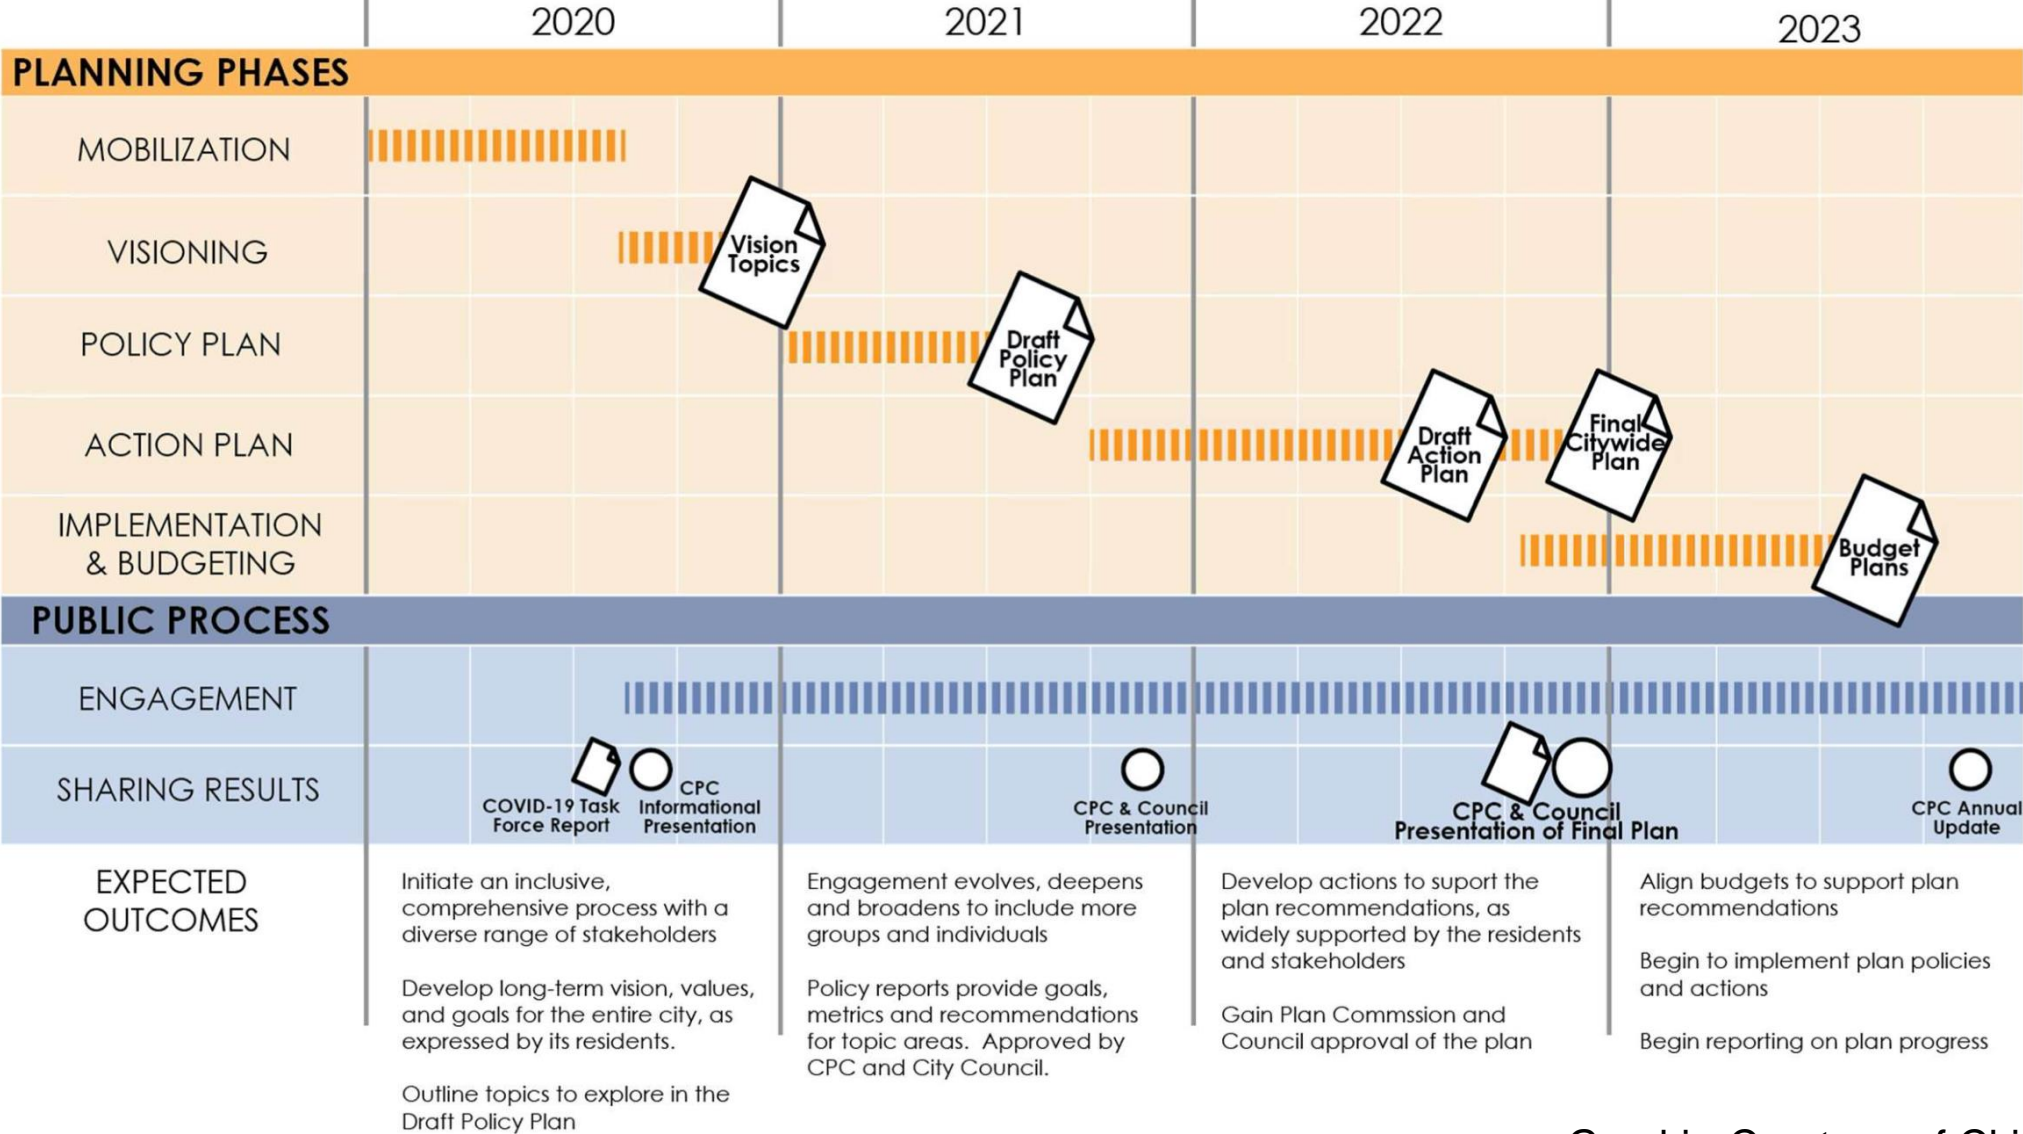 2020
2021
2022
2023
PLANNING PHASES
MOBILIZATION
VISIONING
Vision
Topics
POLICY PLAN
Draft
Policy
Plan
ACTION PLAN
Draft
Action
Plan
Final
Citywide
Plan
IMPLEMENTATION
& BUDGETING
Budget
Plans
PUBLIC PROCESS
ENGAGEMENT
SHARING RESULTS
COVID-19 Task
Force Report
CPC
Informational
Presentation
CPC & Council
Presentation
CPC & Council
Presentation of Final Plan
CPC Annual
Update
EXPECTED
OUTCOMES
Initiate an inclusive,
comprehensive process with a
diverse range of stakeholders
Develop long-term vision, values,
and goals for the entire city, as
expressed by its residents.
Outline topics to explore in the
Draft Policy Plan
Engagement evolves, deepens
and broadens to include more
groups and individuals
Policy reports provide goals,
metrics and recommendations
for topic areas.  Approved by
CPC and City Council.
Develop actions to suport the
plan recommendations, as
widely supported by the residents
and stakeholders
Gain Plan Commssion and
Council approval of the plan
Align budgets to support plan
recommendations
Begin to implement plan policies
and actions
Begin reporting on plan progress